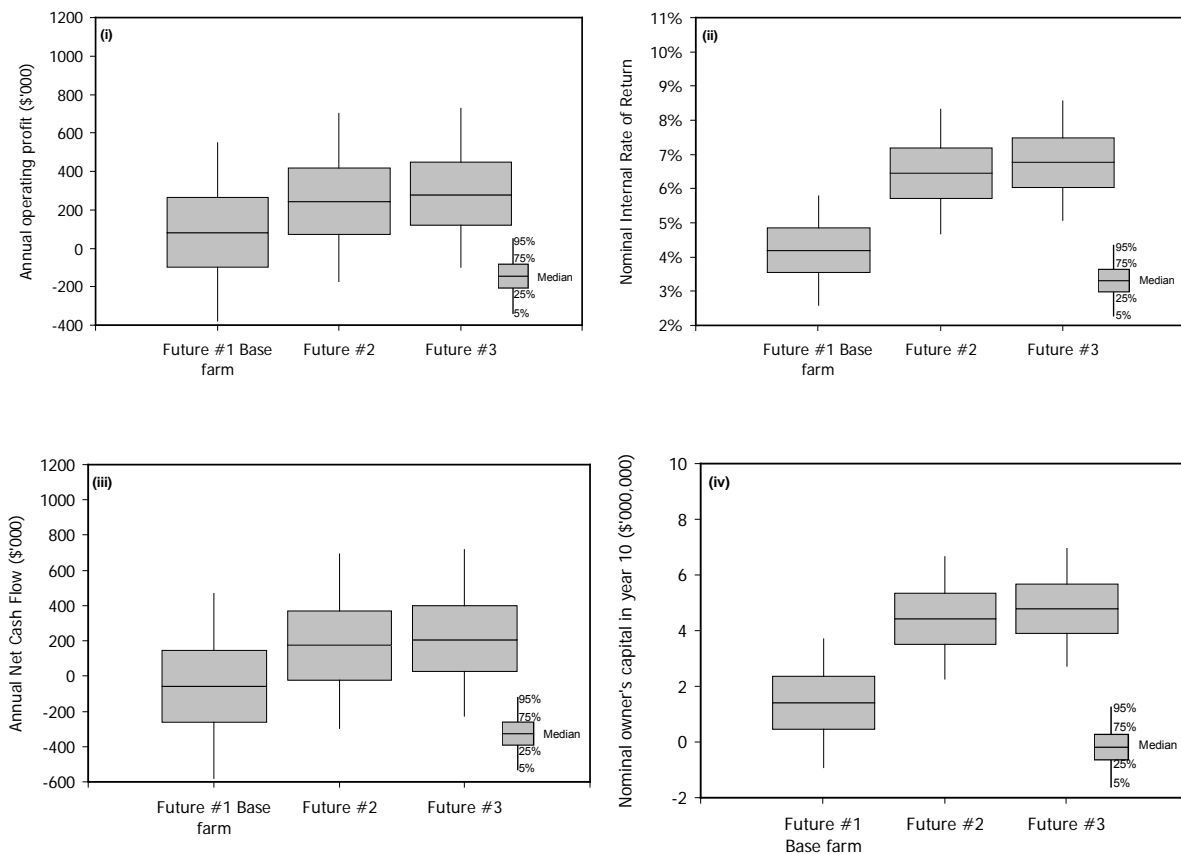 (i)
Annual operating profit ($'000)
1200
1000
800
600
400
200
0
-200
-400
Future #1 Base
farm
Future #2
Future #3
95%
75%
Median
25%
5%
(ii)
Nominal Internal Rate of Return
11%
10%
9%
8%
7%
6%
5%
4%
3%
2%
Future #1 Base
farm
Future #2
Future #3
95%
75%
Median
25%
5%
(iii)
Annual Net Cash Flow ($'000)
1200
1000
800
600
400
200
0
-200
-400
-600
Future #1 Base
farm
Future #2
Future #3
95%
75%
Median
25%
5%
(iv)
Nominal owner's capital in year 10 ($'000,000)
10
8
6
4
2
0
-2
Future #1
Base farm
Future #2
Future #3
95%
75%
Median
25%
5%